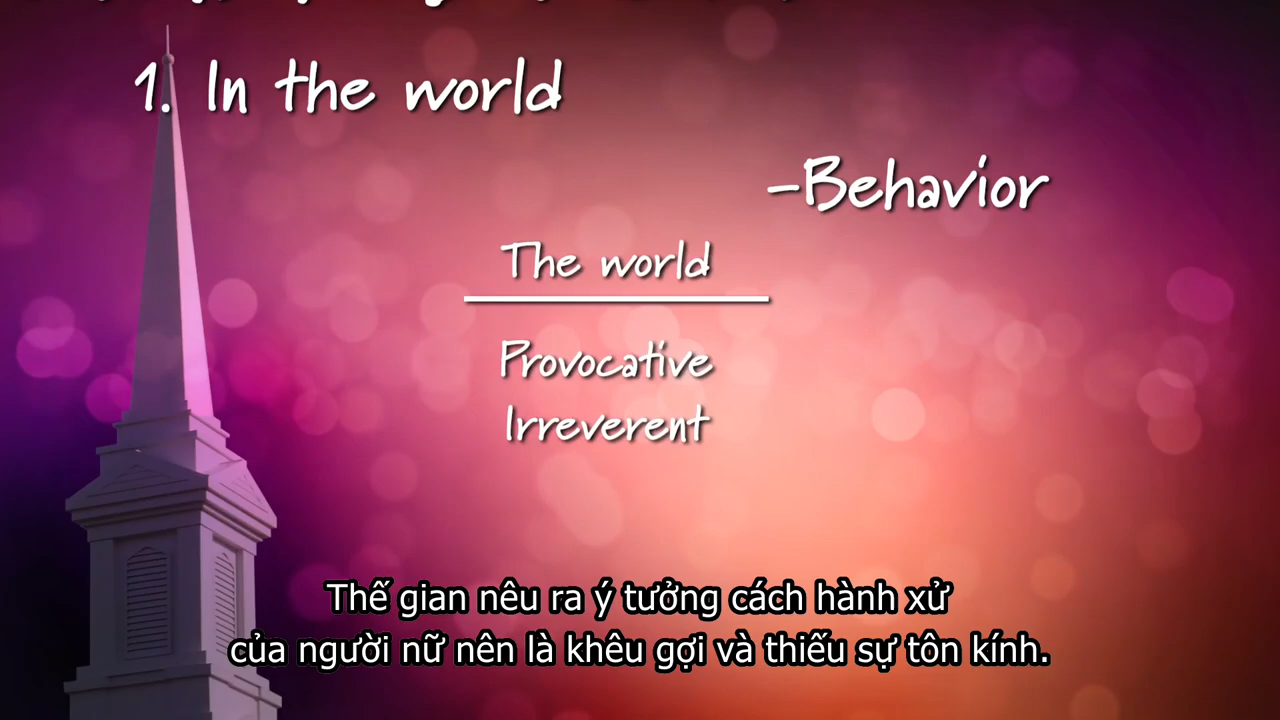 1. In the world
-Behavior
The world
Provocative
Irreverent
Thế gian nêu ra ý tưởng cách hành xử
của người nữ nên là khêu gợi và thiếu sự tôn kính.